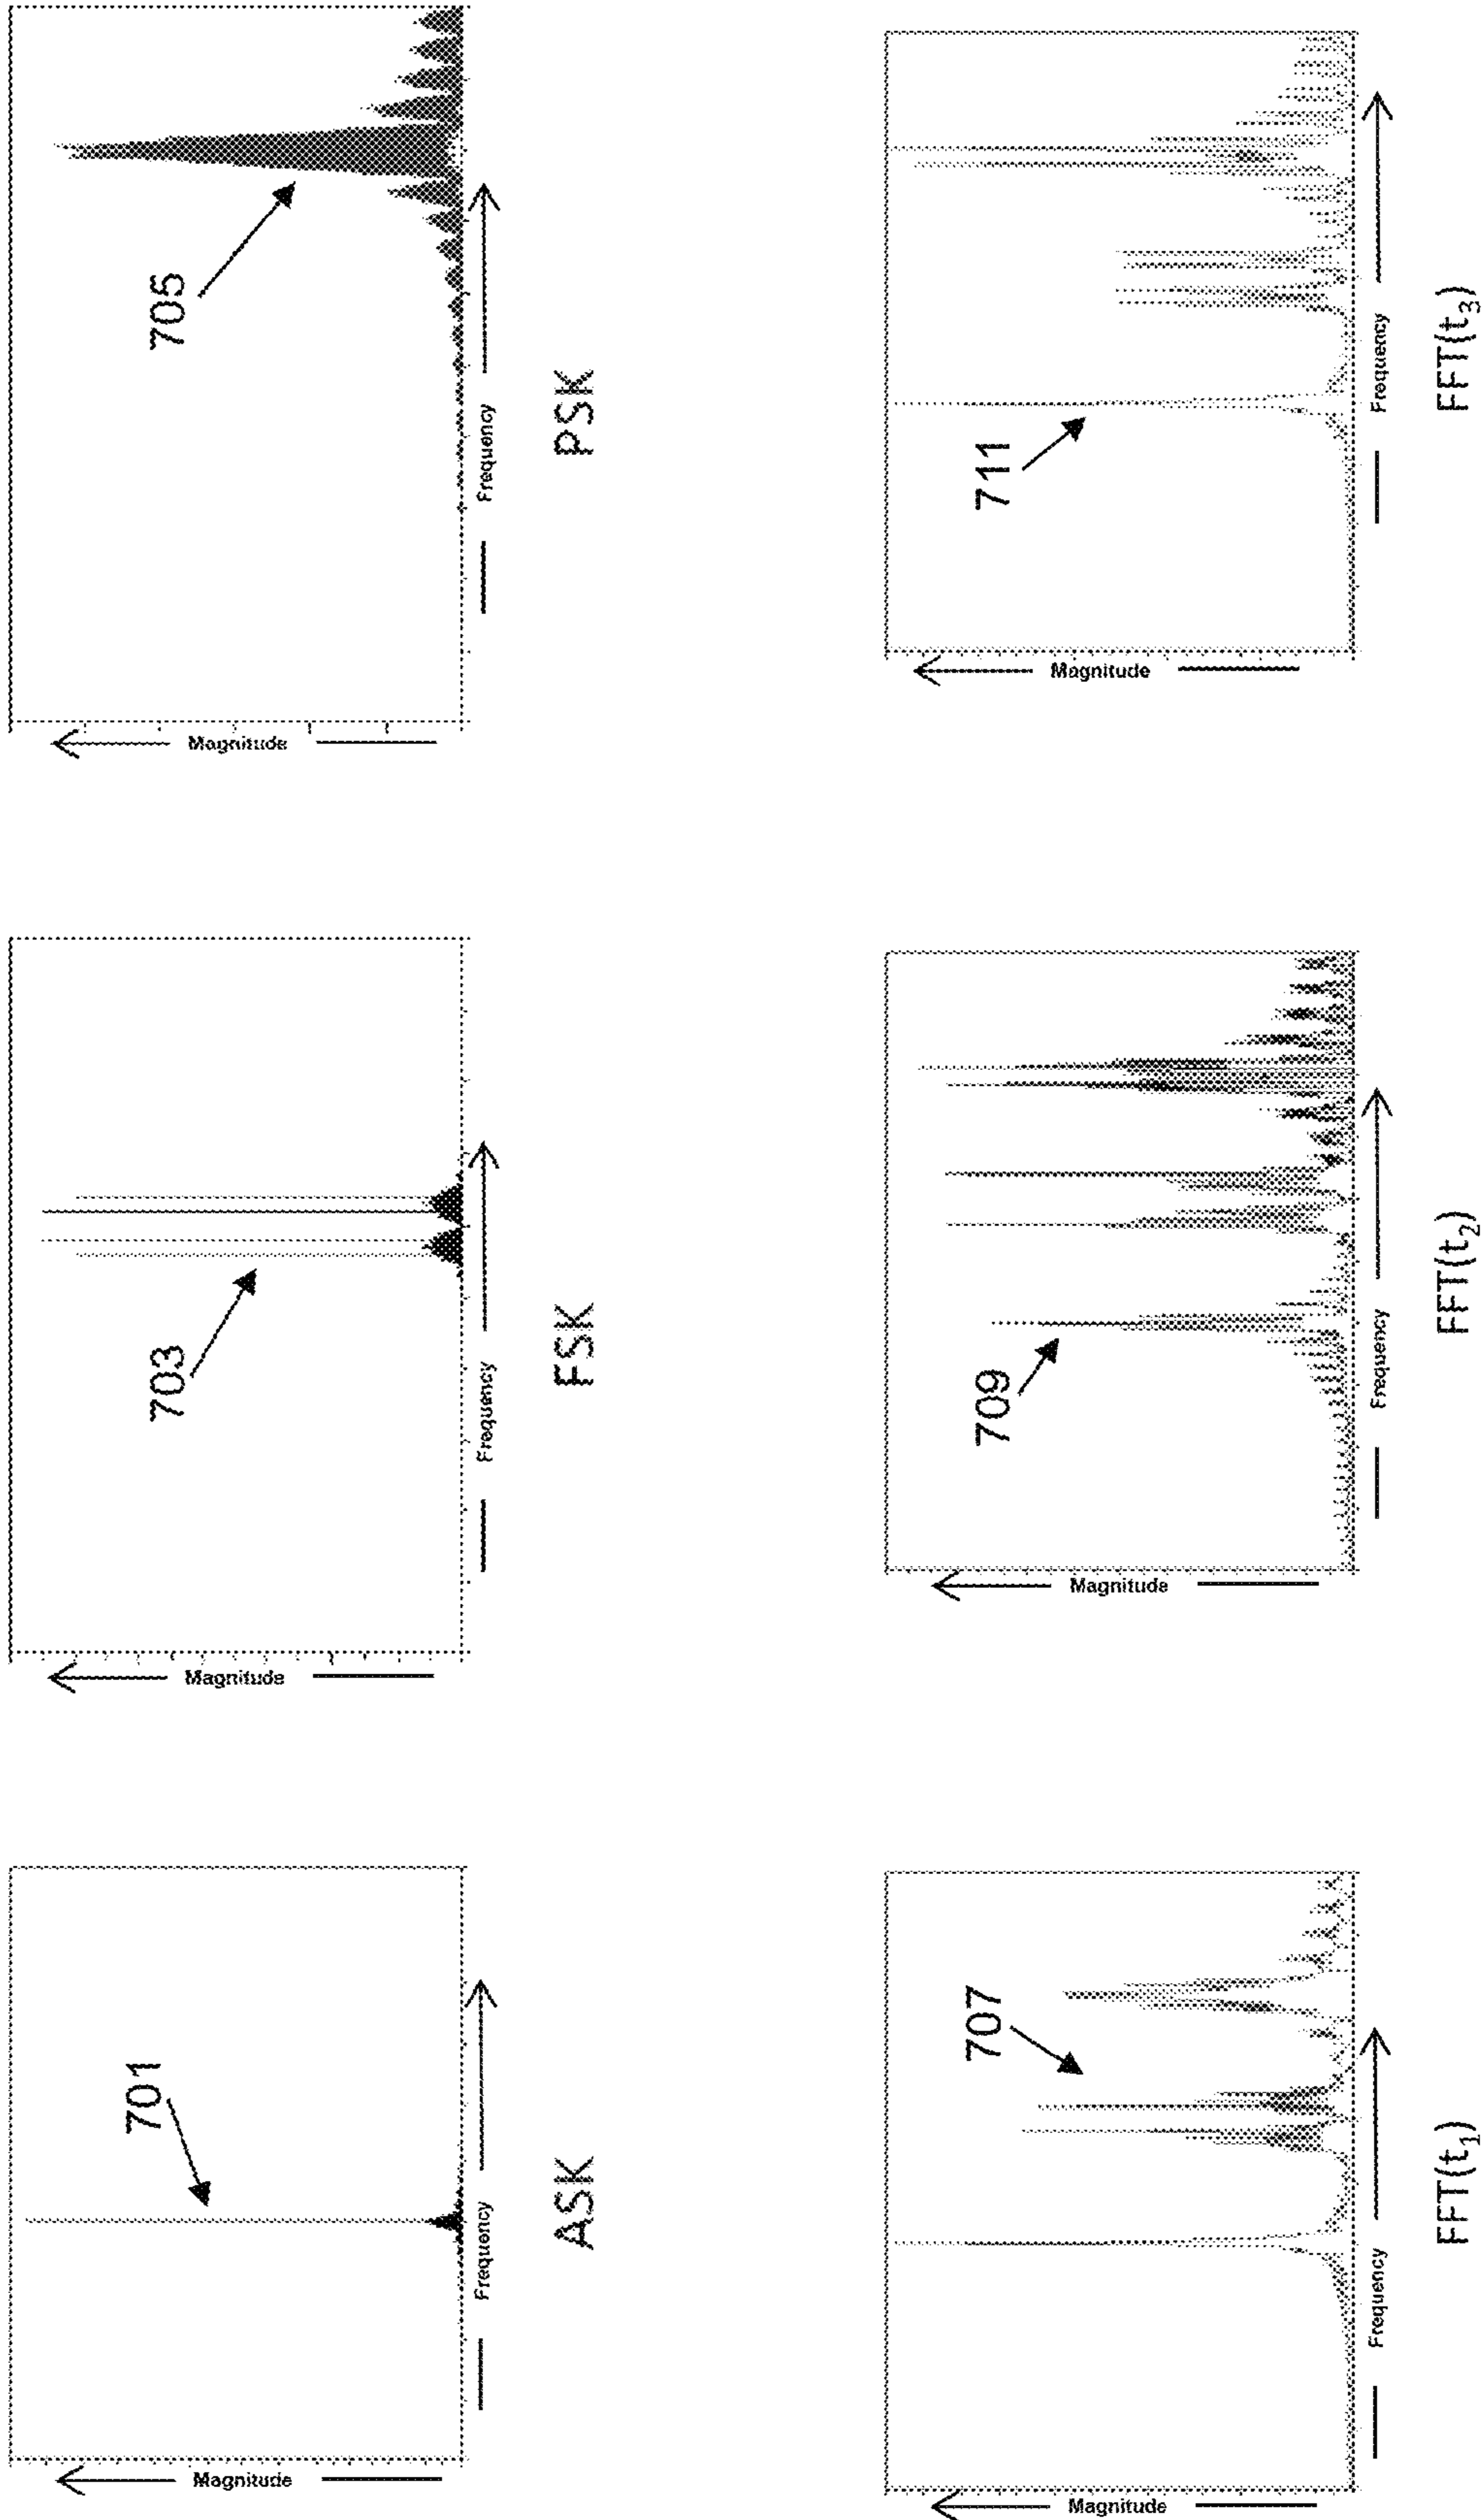 701
Magnitude
Frequency
ASK
703
Magnitude
Frequency
FSK
705
Magnitude
Frequency
PSK
707
Magnitude
Frequency
FFT(t₁)
709
Magnitude
Frequency
FFT(t₂)
711
Magnitude
Frequency
FFT(t₃)